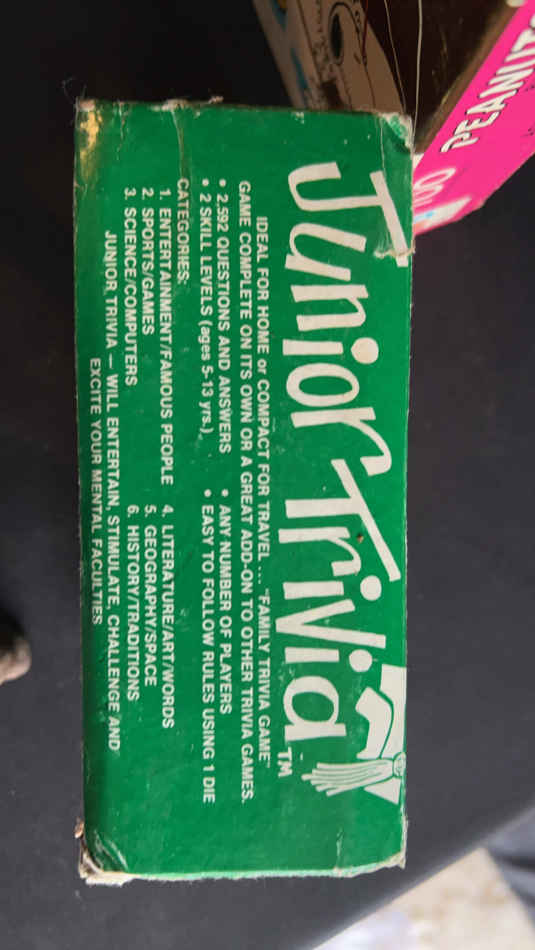 Junior Trivia™
IDEAL FOR HOME or COMPACT FOR TRAVEL ... "FAMILY TRIVIA GAME"
GAME COMPLETE ON ITS OWN OR A GREAT ADD-ON TO OTHER TRIVIA GAMES.
• 2,592 QUESTIONS AND ANSWERS • ANY NUMBER OF PLAYERS
• 2 SKILL LEVELS (ages 5-13 yrs.) • EASY TO FOLLOW RULES USING 1 DIE
CATEGORIES:
1. ENTERTAINMENT/FAMOUS PEOPLE 4. LITERATURE/ART/WORDS
2. SPORTS/GAMES 5. GEOGRAPHY/SPACE
3. SCIENCE/COMPUTERS 6. HISTORY/TRADITIONS
JUNIOR TRIVIA — WILL ENTERTAIN, STIMULATE, CHALLENGE AND
EXCITE YOUR MENTAL FACULTIES
PEANUTS